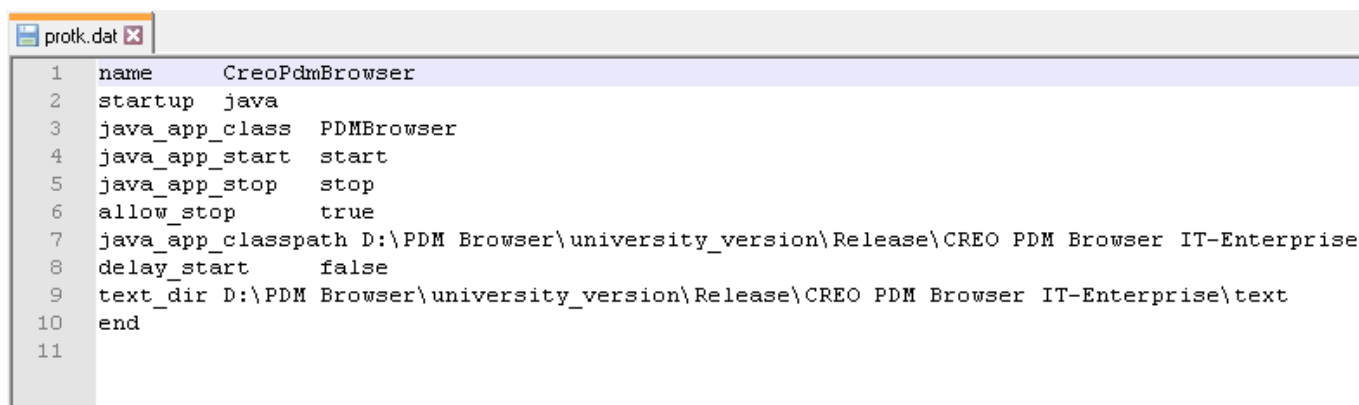 protk.dat
1 name CreoPdmBrowser
2 startup java
3 java_app_class PDMBrowser
4 java_app_start start
5 java_app_stop stop
6 allow_stop true
7 java_app_classpath D:\PDM Browser\university_version\Release\CREO PDM Browser IT-Enterprise
8 delay_start false
9 text_dir D:\PDM Browser\university_version\Release\CREO PDM Browser IT-Enterprise\text
10 end
11